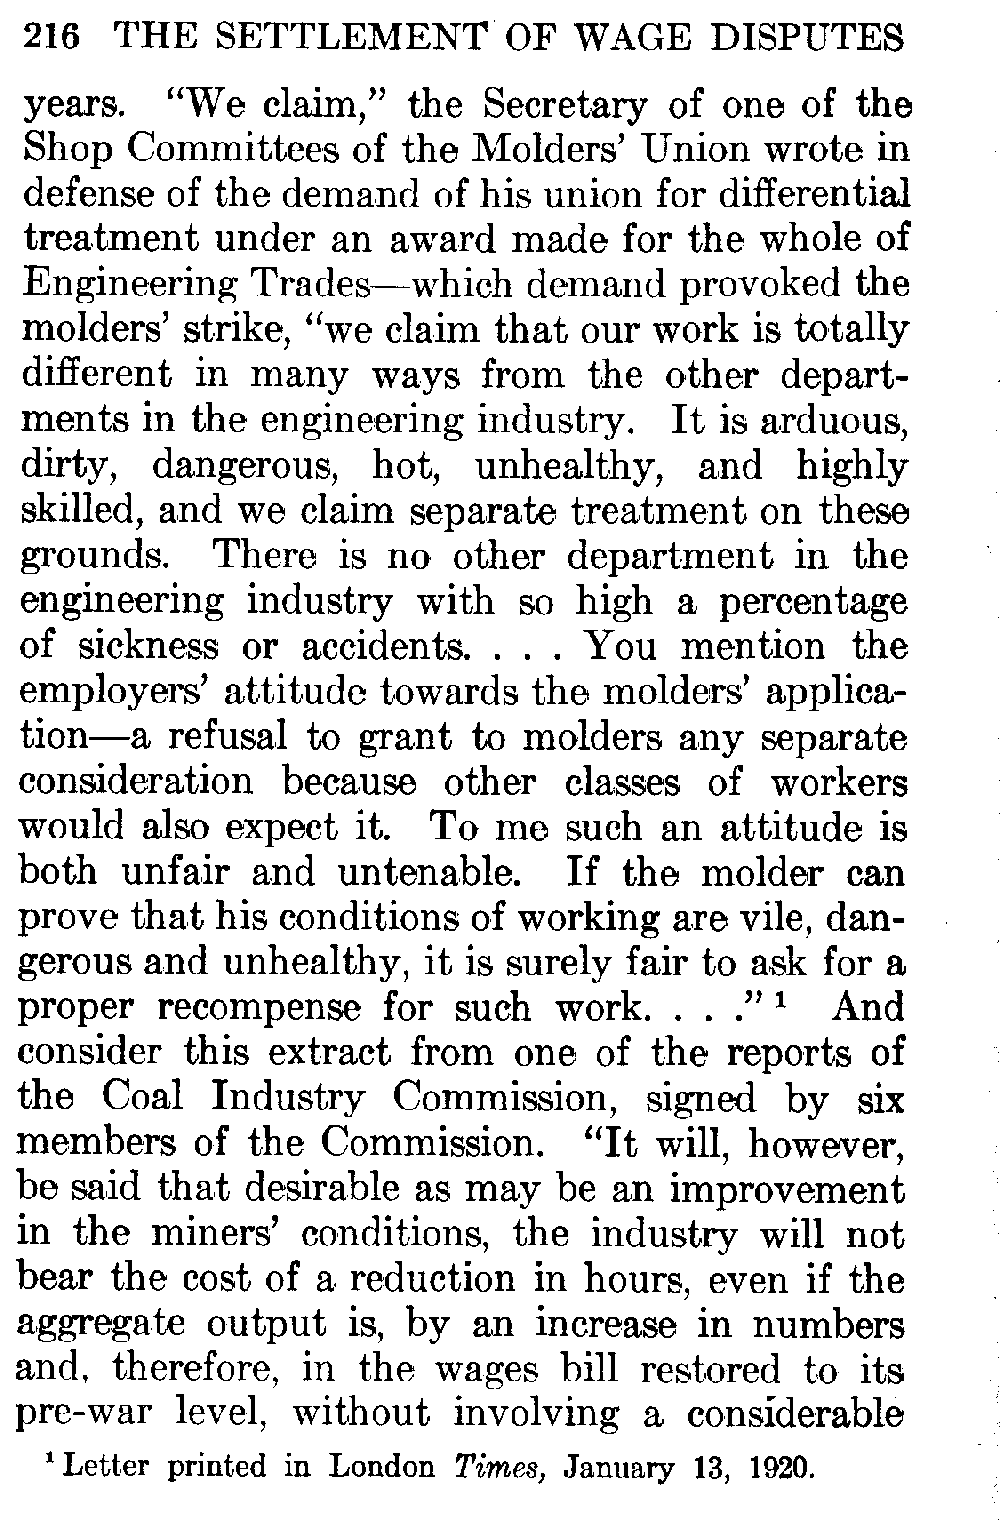 216 THE SETTLEMENT OF WAGE DISPUTES
years. “We claim,” the Secretary of one of the
Shop Committees of the Molders’ Union wrote in
defense of the demand of his union for differential
treatment under an award made for the whole of
Engineering Trades—which demand provoked the
molders’ strike, “we claim that our work is totally
different in many ways from the other depart-
ments in the engineering industry. It is arduous,
dirty, dangerous, hot, unhealthy, and highly
skilled, and we claim separate treatment on these
grounds. There is no other department in the
engineering industry with so high a percentage
of sickness or accidents. . . . You mention the
employers’ attitude towards the molders’ applica-
tion—a refusal to grant to molders any separate
consideration because other classes of workers
would also expect it. To me such an attitude is
both unfair and untenable. If the molder can
prove that his conditions of working are vile, dan-
gerous and unhealthy, it is surely fair to ask for a
proper recompense for such work. . . .” ¹ And
consider this extract from one of the reports of
the Coal Industry Commission, signed by six
members of the Commission. “It will, however,
be said that desirable as may be an improvement
in the miners’ conditions, the industry will not
bear the cost of a reduction in hours, even if the
aggregate output is, by an increase in numbers
and, therefore, in the wages bill restored to its
pre-war level, without involving a considerable
¹ Letter printed in London Times, January 13, 1920.